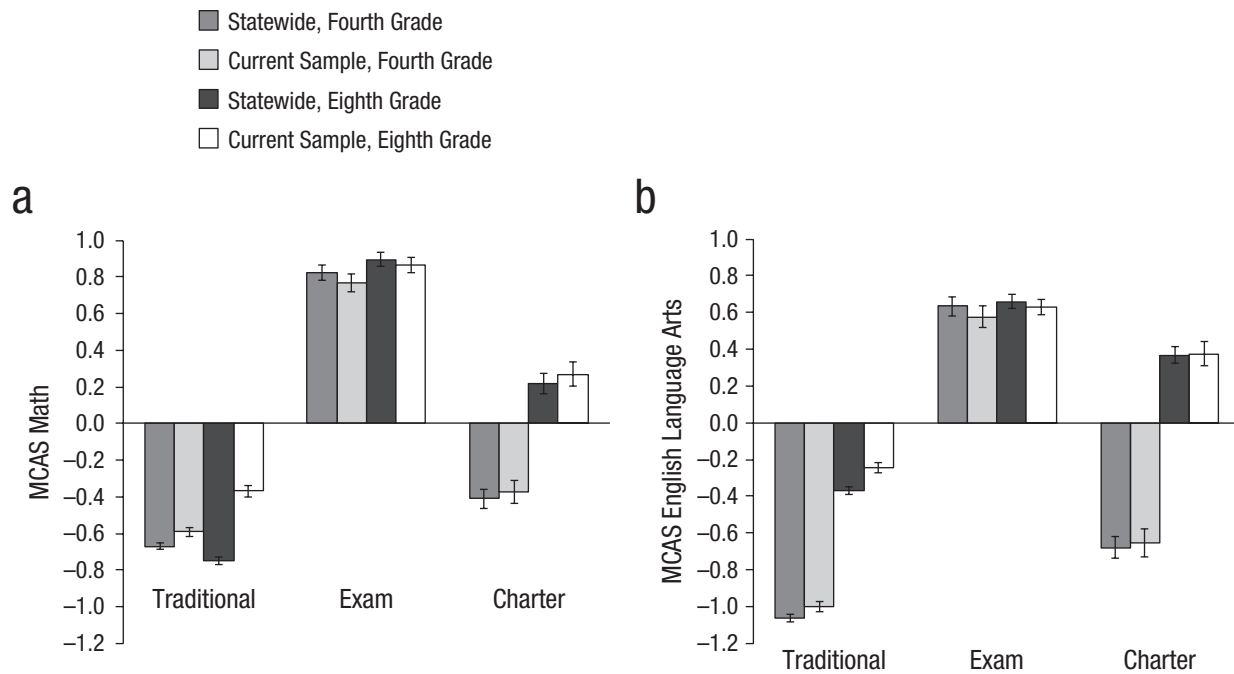 Statewide, Fourth Grade
Current Sample, Fourth Grade
Statewide, Eighth Grade
Current Sample, Eighth Grade
a
MCAS Math
1.0
0.8
0.6
0.4
0.2
0.0
–0.2
–0.4
–0.6
–0.8
–1.0
–1.2
Traditional Exam Charter
b
MCAS English Language Arts
1.0
0.8
0.6
0.4
0.2
0.0
–0.2
–0.4
–0.6
–0.8
–1.0
–1.2
Traditional Exam Charter